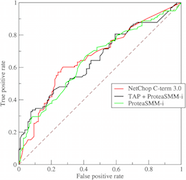 1
0.8
0.6
0.4
0.2
0
True positive rate
NetChop C-term 3.0
TAP + ProteaSMM-i
ProteaSMM-i
0 0.2 0.4 0.6 0.8 1
False positive rate